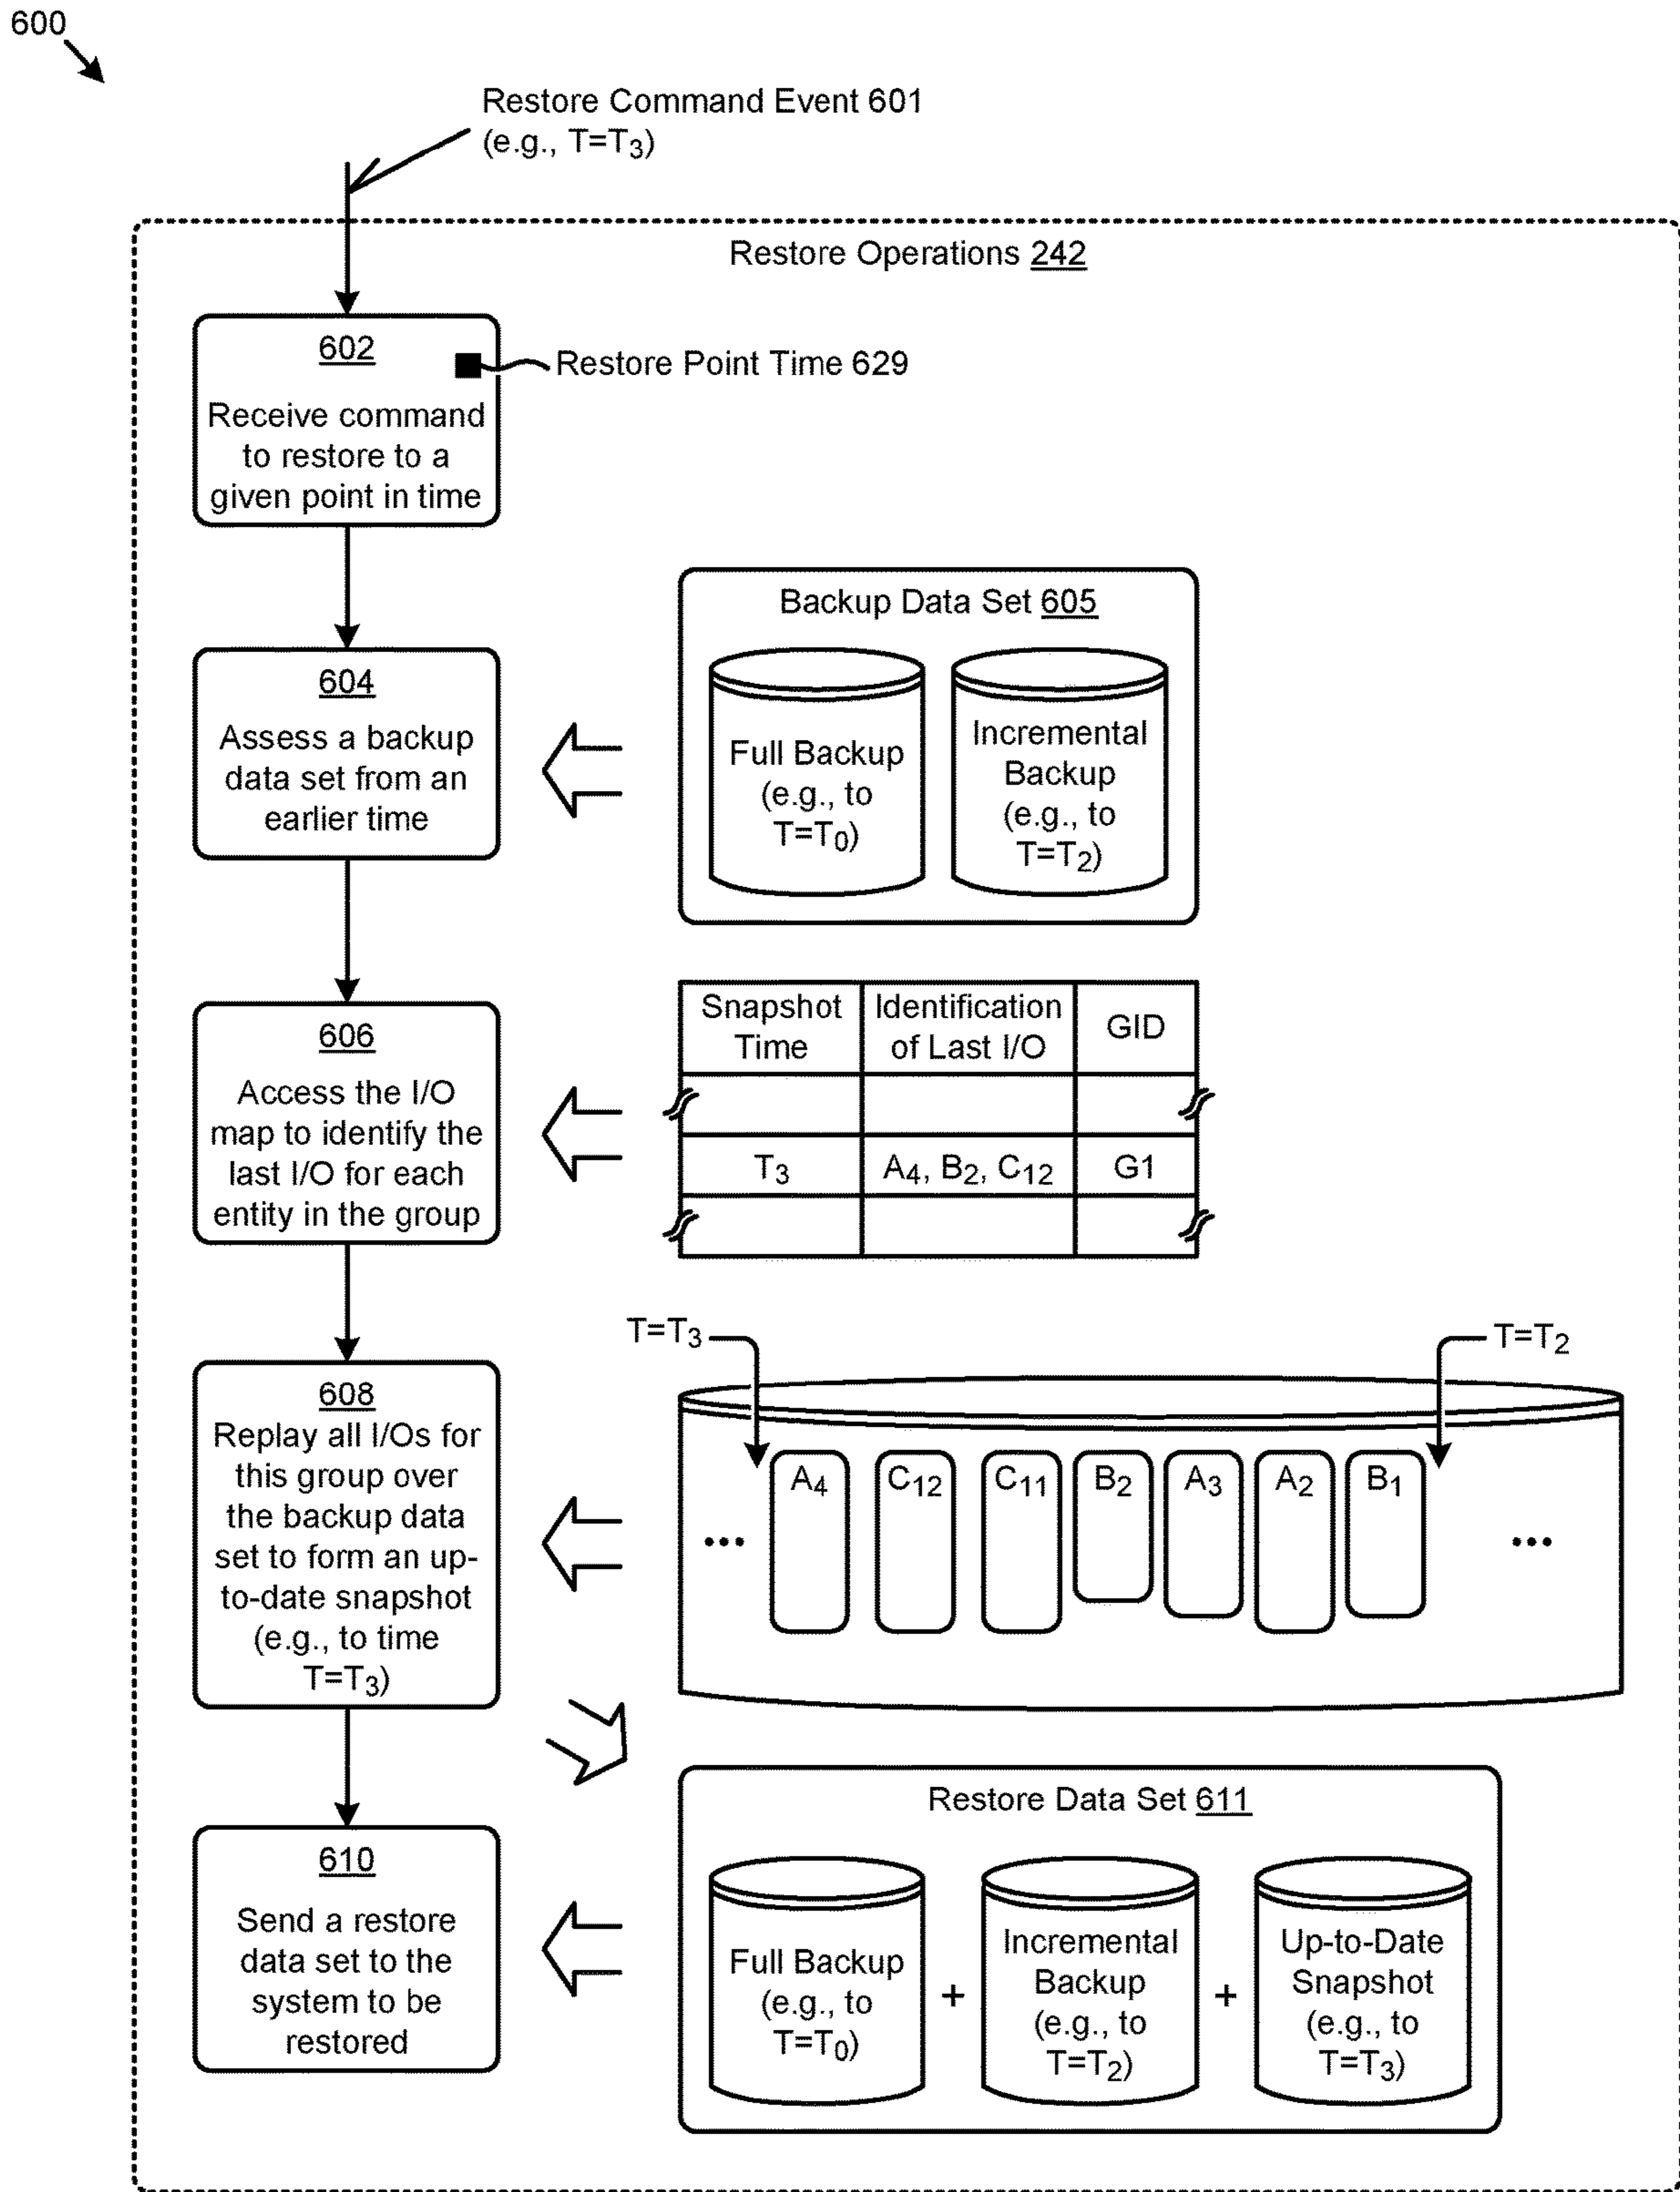 600
Restore Command Event 601
(e.g., T=T₃)
Restore Operations 242
602
Restore Point Time 629
Receive command
to restore to a
given point in time
Backup Data Set 605
604
Assess a backup
data set from an
earlier time
Full Backup
(e.g., to
T=T₀)
Incremental
Backup
(e.g., to
T=T₂)
606
Access the I/O
map to identify the
last I/O for each
entity in the group
Snapshot
Time
Identification
of Last I/O
GID
T₃
A₄, B₂, C₁₂
G1
T=T₃
T=T₂
608
Replay all I/Os for
this group over
the backup data
set to form an up-
to-date snapshot
(e.g., to time
T=T₃)
A₄
C₁₂
C₁₁
B₂
A₃
A₂
B₁
...
...
Restore Data Set 611
610
Send a restore
data set to the
system to be
restored
Full Backup
(e.g., to
T=T₀)
+
Incremental
Backup
(e.g., to
T=T₂)
+
Up-to-Date
Snapshot
(e.g., to
T=T₃)